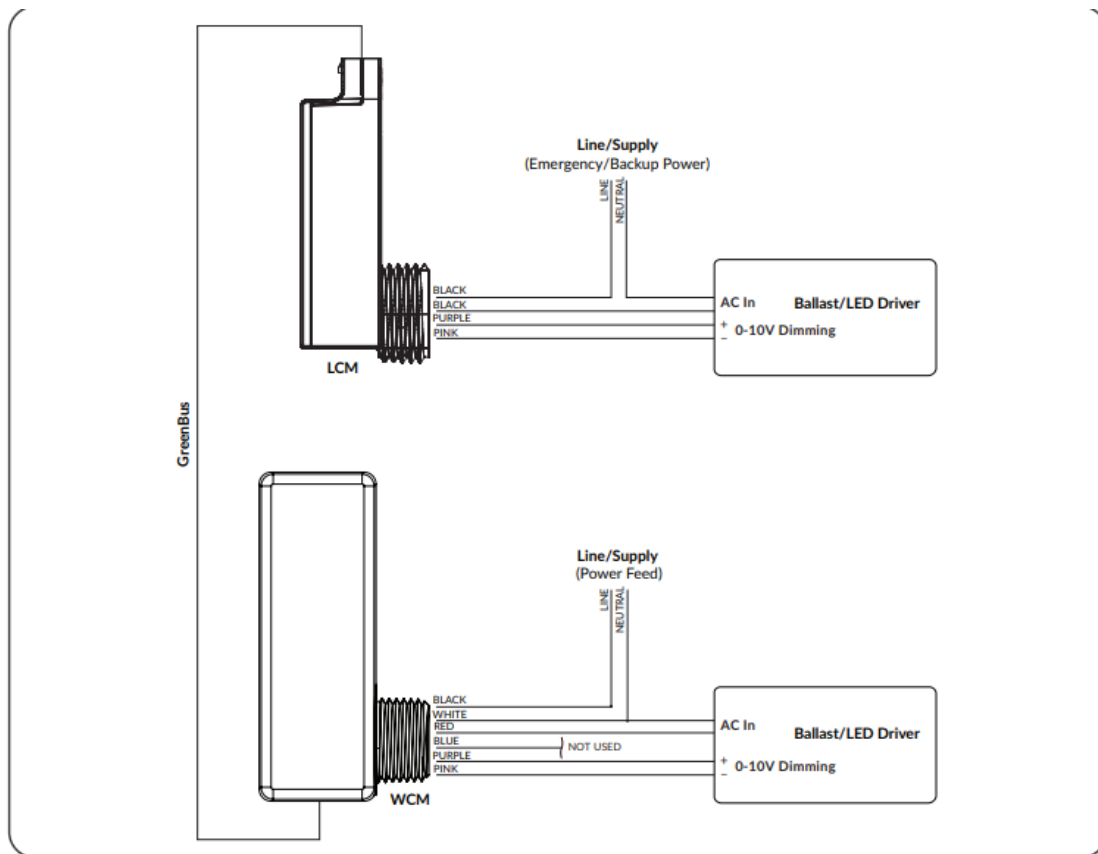 Line/Supply
(Emergency/Backup Power)
LINE
NEUTRAL
BLACK
BLACK
PURPLE
PINK
AC In
Ballast/LED Driver
+
0-10V Dimming
–
LCM
GreenBus
Line/Supply
(Power Feed)
LINE
NEUTRAL
BLACK
WHITE
RED
BLUE
NOT USED
PURPLE
PINK
AC In
Ballast/LED Driver
+
0-10V Dimming
–
WCM